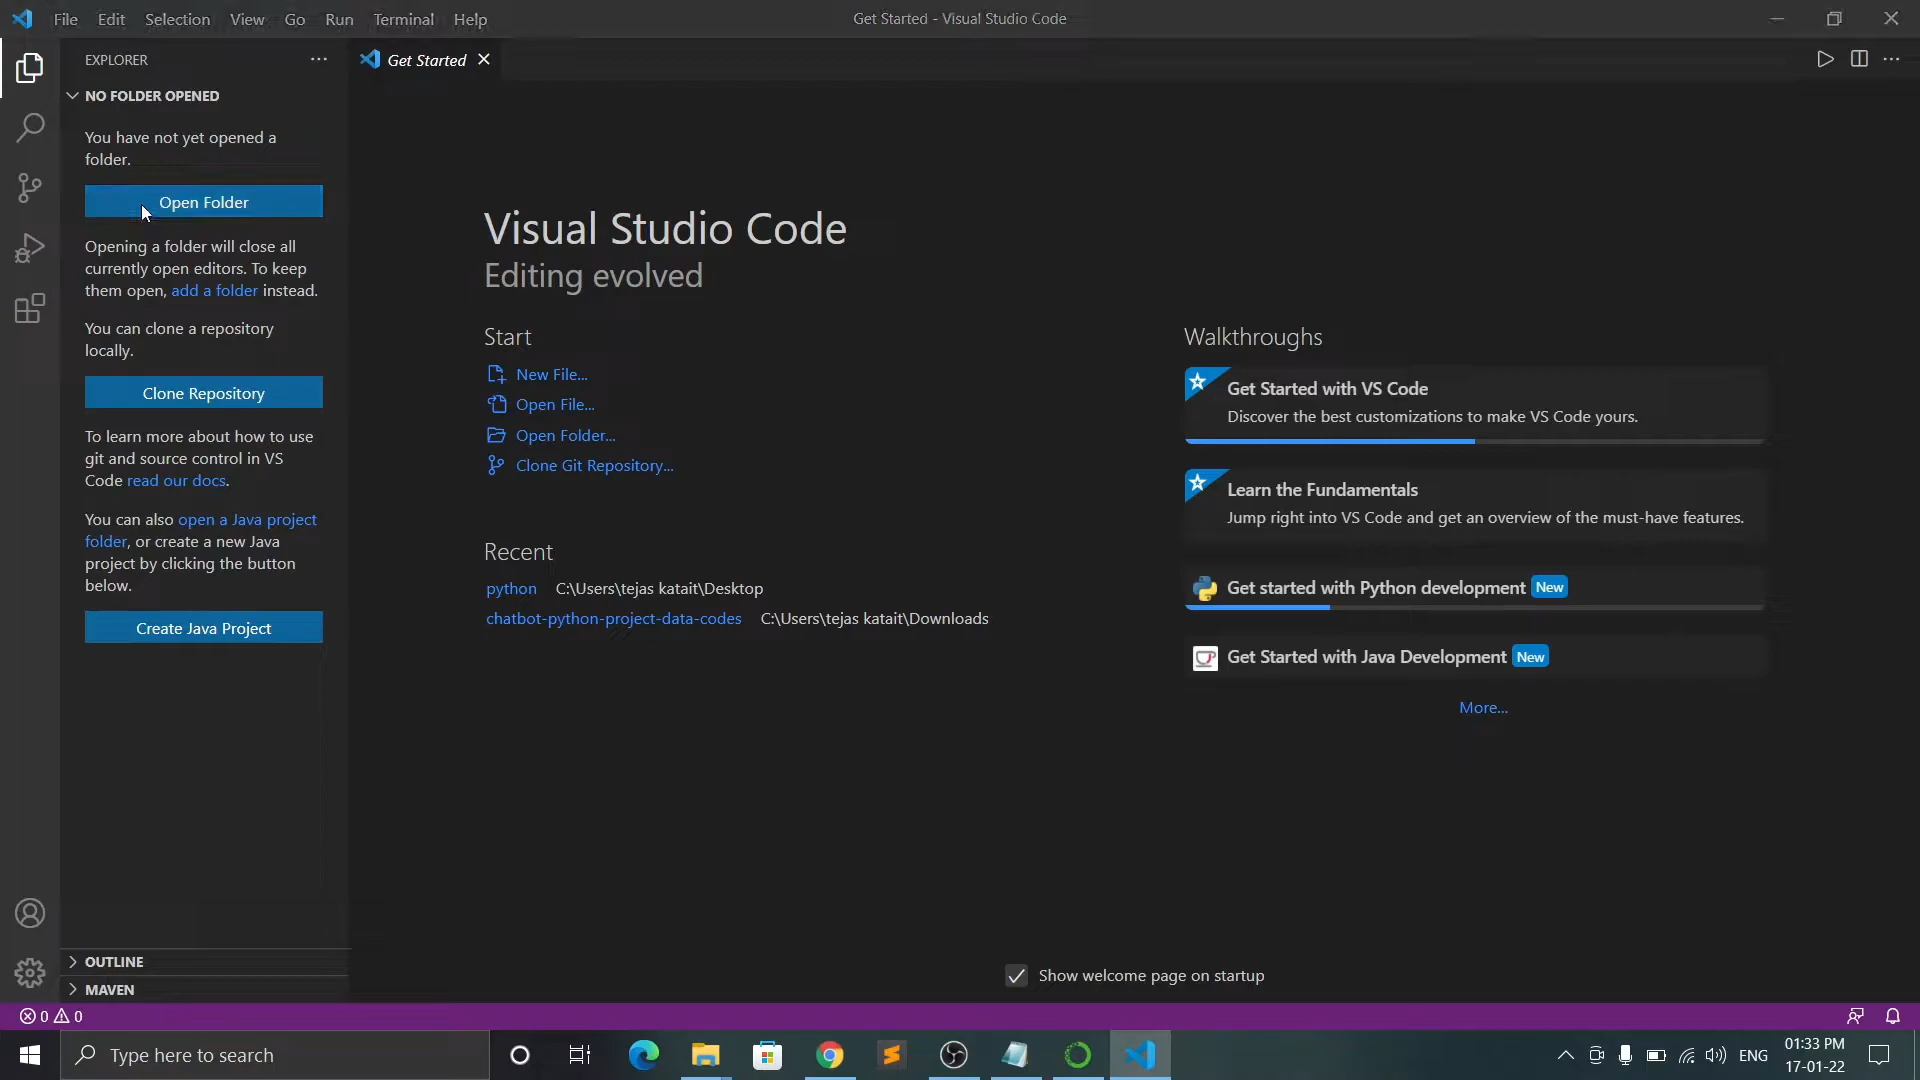 File Edit Selection View Go Run Terminal Help
Get Started - Visual Studio Code
EXPLORER
Get Started
NO FOLDER OPENED
You have not yet opened a
folder.
Open Folder
Opening a folder will close all
currently open editors. To keep
them open, add a folder instead.
You can clone a repository
locally.
Clone Repository
To learn more about how to use
git and source control in VS
Code read our docs.
You can also open a Java project
folder, or create a new Java
project by clicking the button
below.
Create Java Project
OUTLINE
MAVEN
Visual Studio Code
Editing evolved
Start
New File...
Open File...
Open Folder...
Clone Git Repository...
Recent
python C:\Users\tejas katait\Desktop
chatbot-python-project-data-codes C:\Users\tejas katait\Downloads
Walkthroughs
Get Started with VS Code
Discover the best customizations to make VS Code yours.
Learn the Fundamentals
Jump right into VS Code and get an overview of the must-have features.
Get started with Python development New
Get Started with Java Development New
More...
Show welcome page on startup
0 0
Type here to search
ENG
01:33 PM
17-01-22